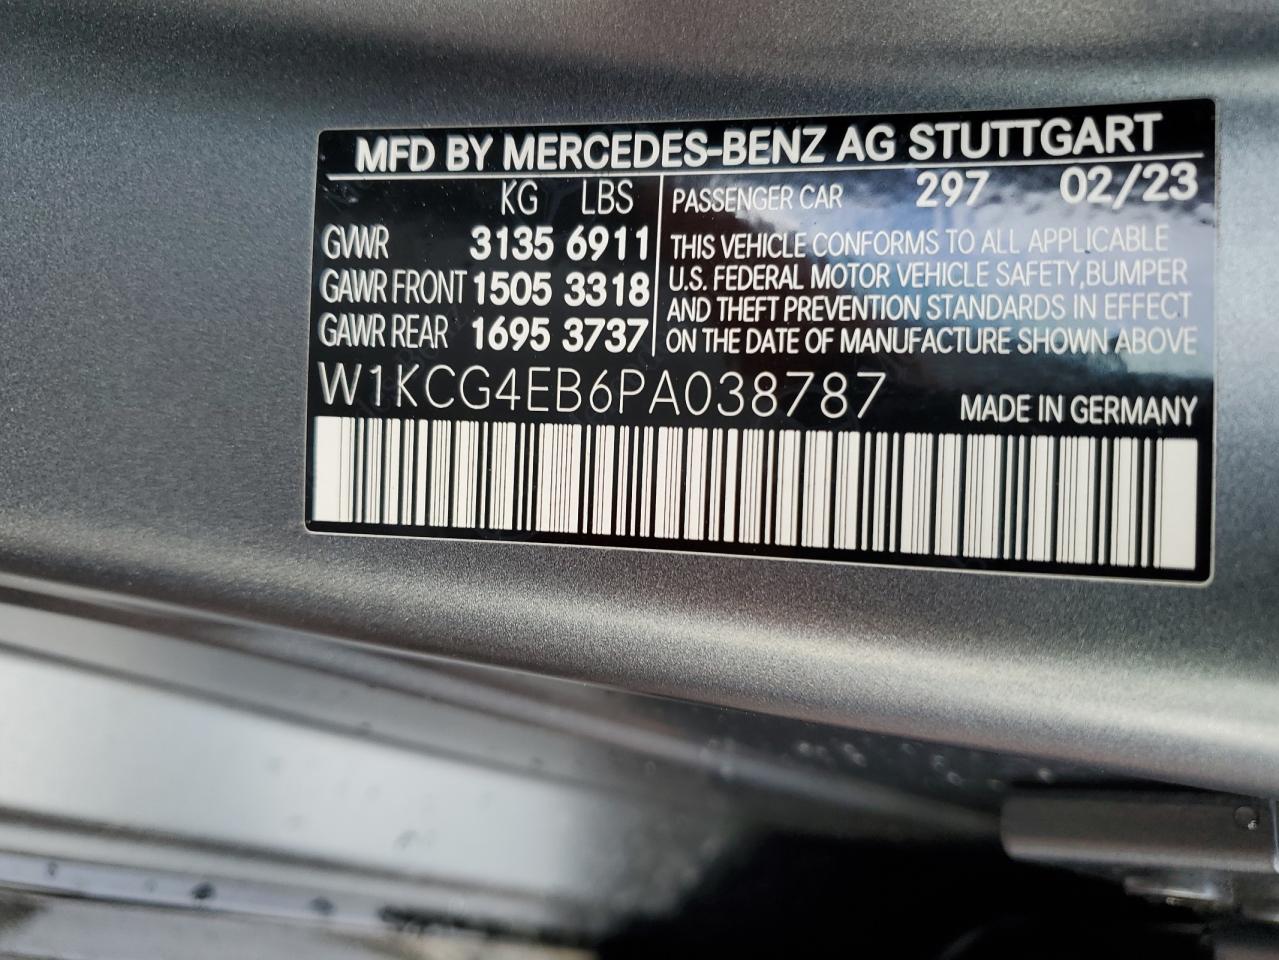 MFD BY MERCEDES-BENZ AG STUTTGART
KG LBS
GVWR 3135 6911
GAWR FRONT 1505 3318
GAWR REAR 1695 3737
PASSENGER CAR 297 02/23
THIS VEHICLE CONFORMS TO ALL APPLICABLE
U.S. FEDERAL MOTOR VEHICLE SAFETY, BUMPER
AND THEFT PREVENTION STANDARDS IN EFFECT
ON THE DATE OF MANUFACTURE SHOWN ABOVE
W1KCG4EB6PA038787
MADE IN GERMANY